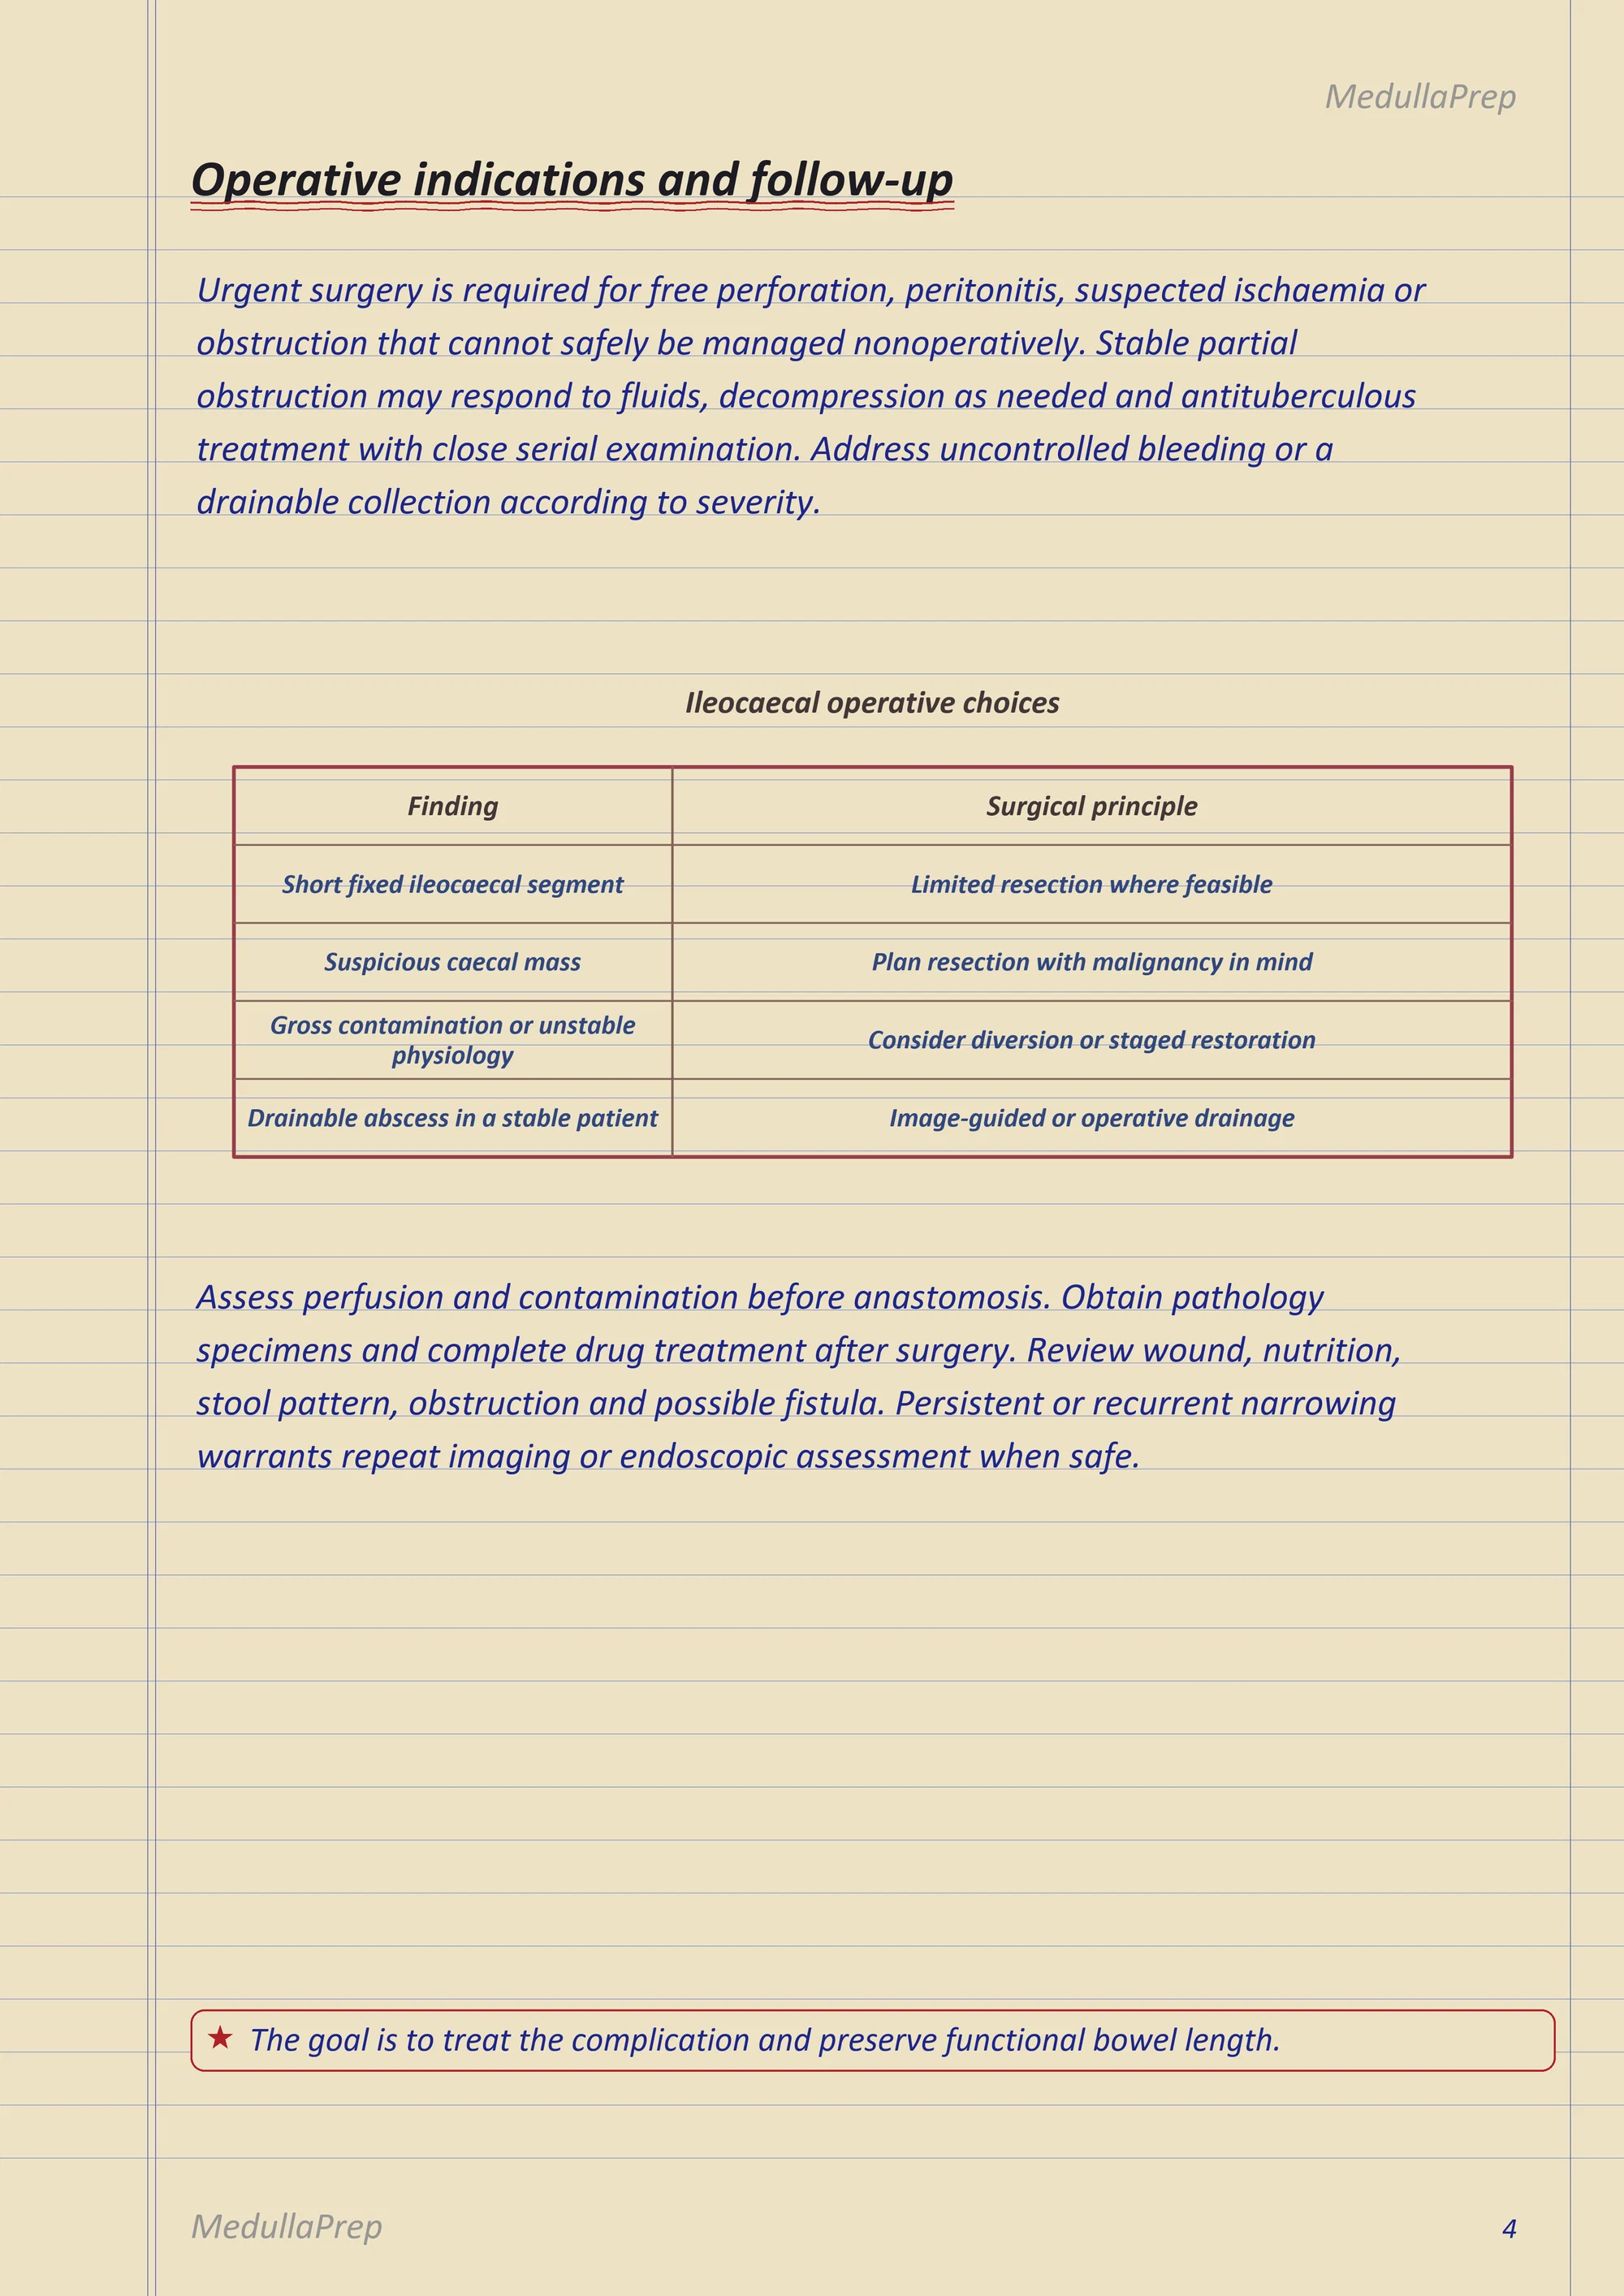 MedullaPrep
Operative indications and follow-up
Urgent surgery is required for free perforation, peritonitis, suspected ischaemia or
obstruction that cannot safely be managed nonoperatively. Stable partial
obstruction may respond to fluids, decompression as needed and antituberculous
treatment with close serial examination. Address uncontrolled bleeding or a
drainable collection according to severity.
Ileocaecal operative choices
Finding Surgical principle
Short fixed ileocaecal segment Limited resection where feasible
Suspicious caecal mass Plan resection with malignancy in mind
Gross contamination or unstable
physiology Consider diversion or staged restoration
Drainable abscess in a stable patient Image-guided or operative drainage
Assess perfusion and contamination before anastomosis. Obtain pathology
specimens and complete drug treatment after surgery. Review wound, nutrition,
stool pattern, obstruction and possible fistula. Persistent or recurrent narrowing
warrants repeat imaging or endoscopic assessment when safe.
★ The goal is to treat the complication and preserve functional bowel length.
MedullaPrep 4